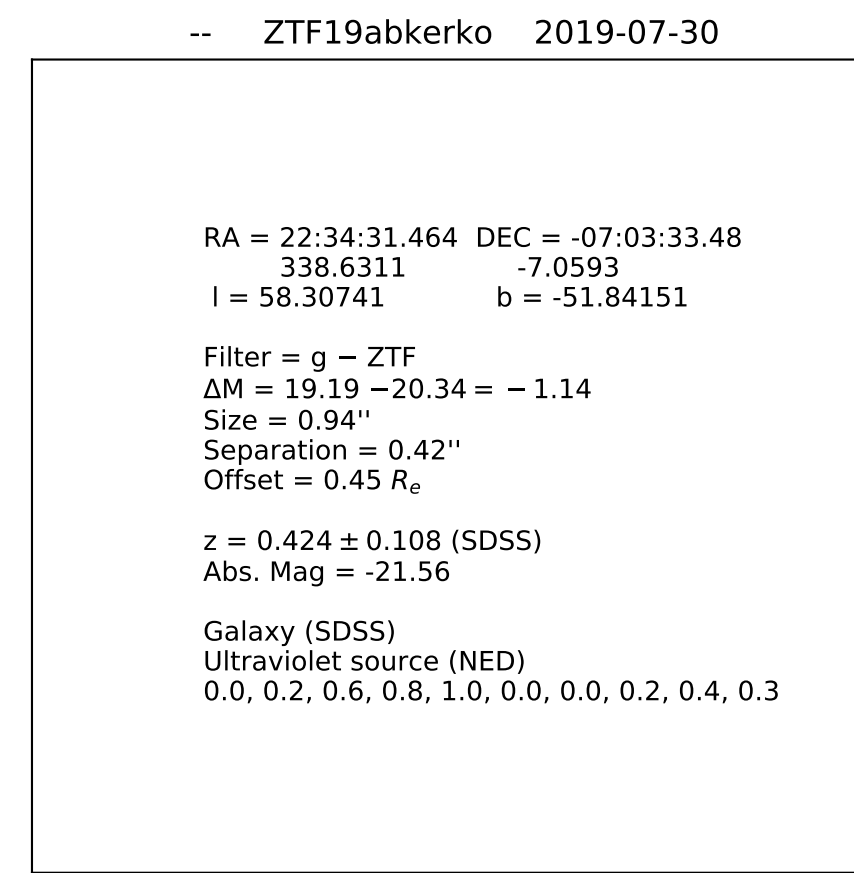 -- ZTF19abkerko 2019-07-30
RA = 22:34:31.464 DEC = -07:03:33.48
338.6311 -7.0593
l = 58.30741 b = -51.84151
Filter = g − ZTF
ΔM = 19.19 −20.34 = − 1.14
Size = 0.94''
Separation = 0.42''
Offset = 0.45 Re
z = 0.424 ± 0.108 (SDSS)
Abs. Mag = -21.56
Galaxy (SDSS)
Ultraviolet source (NED)
0.0, 0.2, 0.6, 0.8, 1.0, 0.0, 0.0, 0.2, 0.4, 0.3